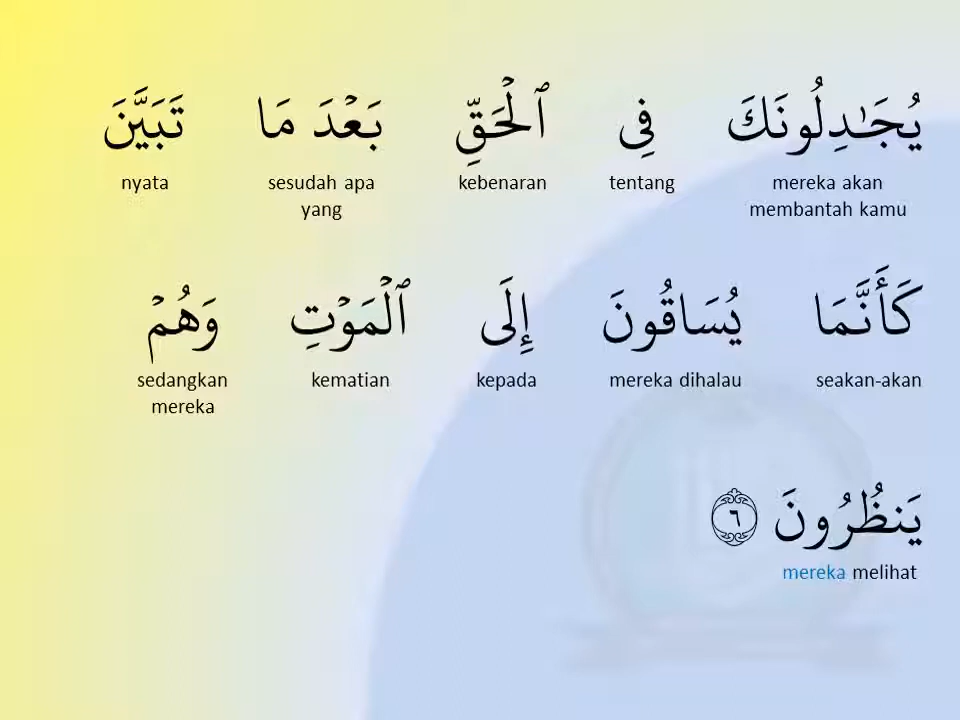 يُجَـٰدِلُونَكَ فِى ٱلْحَقِّ بَعْدَ مَا تَبَيَّنَ
mereka akan membantah kamu tentang kebenaran sesudah apa yang nyata
كَأَنَّمَا يُسَاقُونَ إِلَى ٱلْمَوْتِ وَهُمْ
seakan-akan mereka dihalau kepada kematian sedangkan mereka
يَنظُرُونَ ٦
mereka melihat